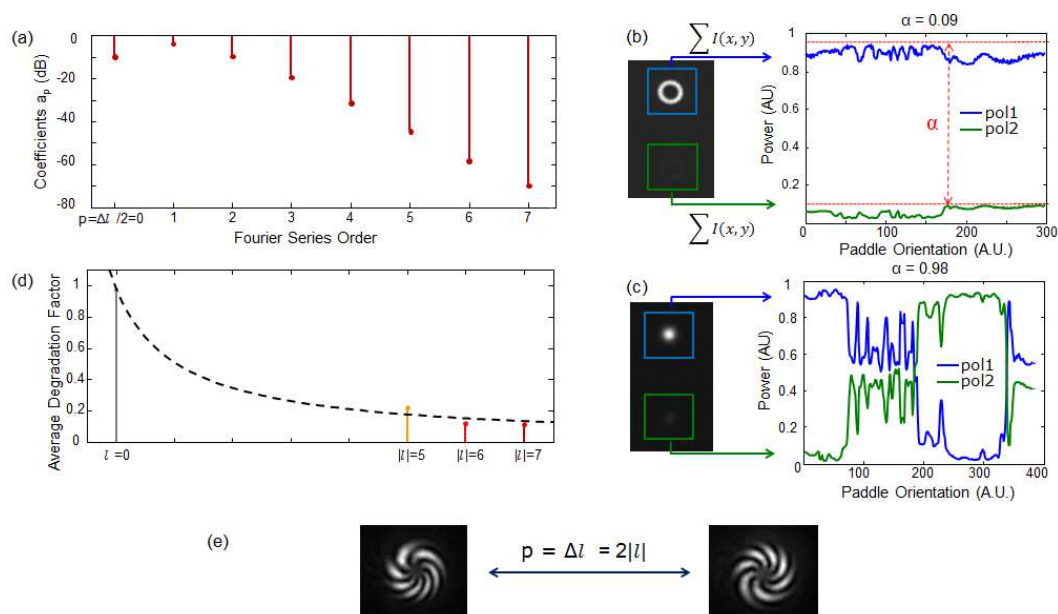 (a)
Coefficients aₚ (dB)
0
-20
-40
-60
-80
p=Δl /2=0 1 2 3 4 5 6 7
Fourier Series Order
(b)
∑ I(x, y)
∑ I(x, y)
α = 0.09
Power (AU)
1
0.8
0.6
0.4
0.2
0
α
pol1
pol2
0 100 200 300
Paddle Orientation (A.U.)
(c)
α = 0.98
Power (AU)
1
0.8
0.6
0.4
0.2
0
pol1
pol2
0 100 200 300 400
Paddle Orientation (A.U.)
(d)
Average Degradation Factor
1
0.8
0.6
0.4
0.2
0
l =0 |l|=5 |l|=6 |l|=7
(e)
p = Δl = 2|l|